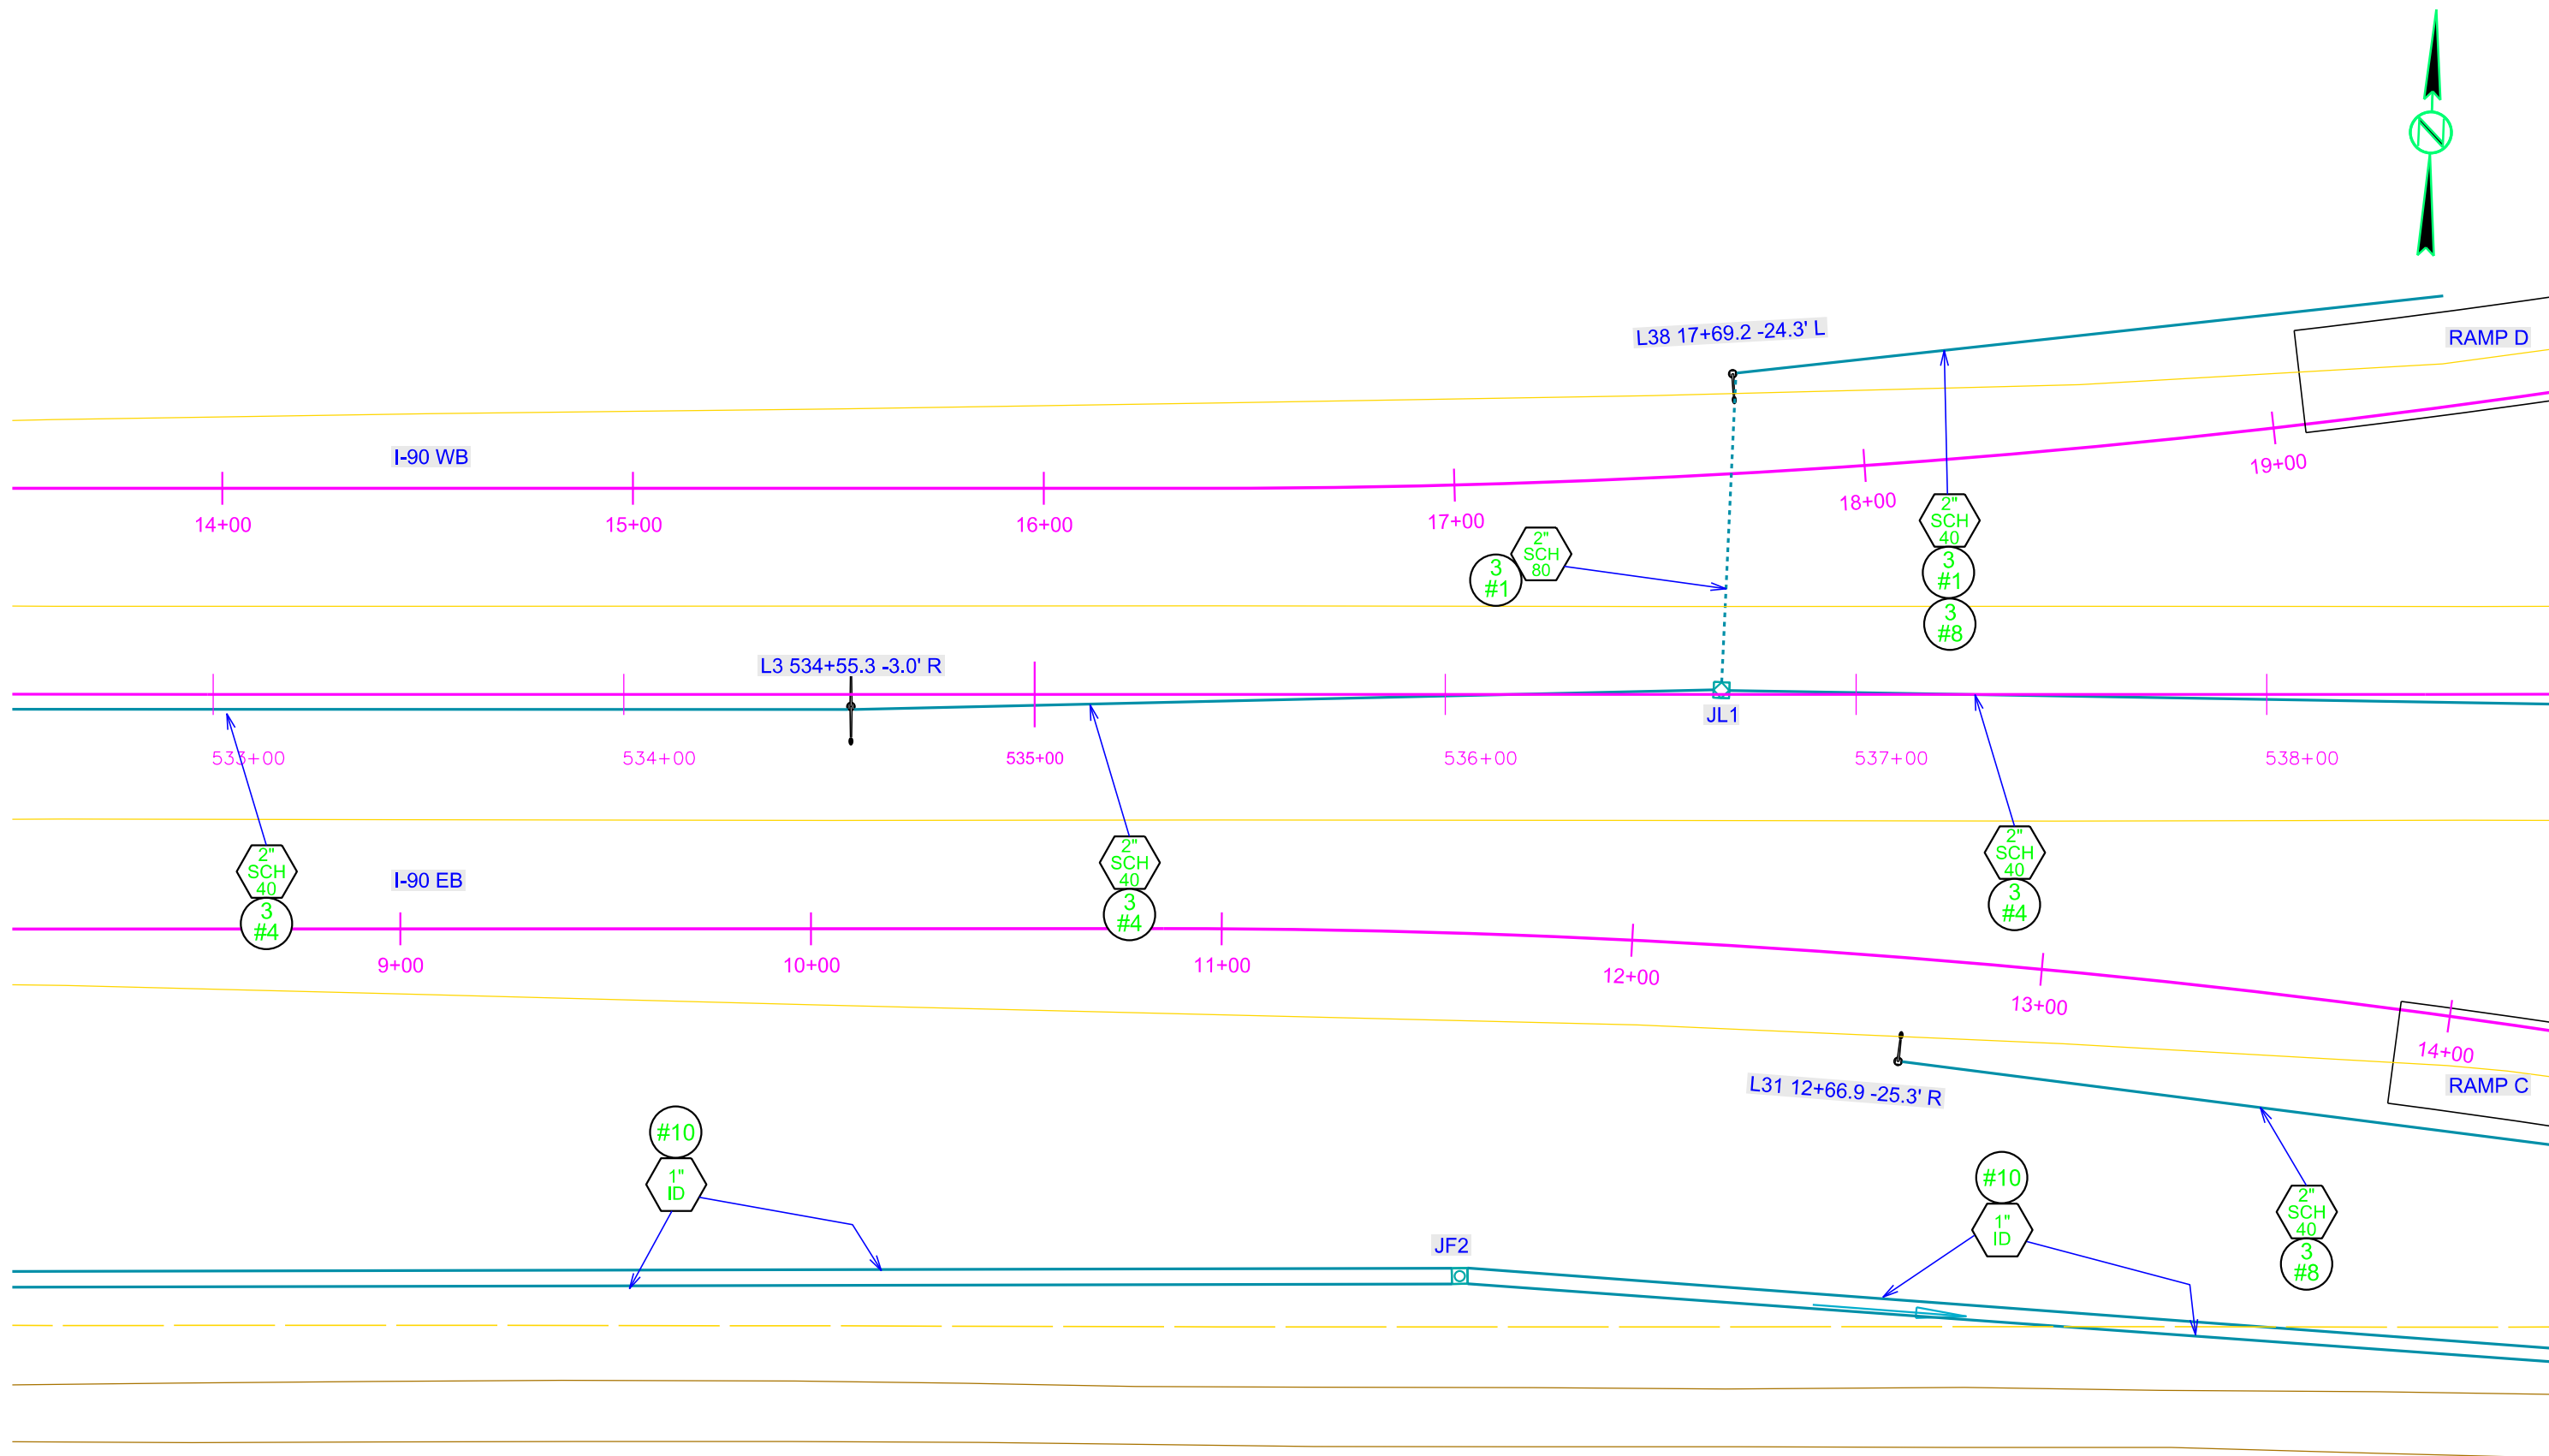 N
L38 17+69.2 -24.3' L
RAMP D
I-90 WB
14+00
15+00
16+00
17+00
18+00
19+00
2"
SCH
80
3
#1
2"
SCH
40
3
#1
3
#8
L3 534+55.3 -3.0' R
JL1
533+00
534+00
535+00
536+00
537+00
538+00
2"
SCH
40
3
#4
I-90 EB
2"
SCH
40
3
#4
2"
SCH
40
3
#4
9+00
10+00
11+00
12+00
13+00
14+00
L31 12+66.9 -25.3' R
RAMP C
#10
1"
ID
JF2
#10
1"
ID
2"
SCH
40
3
#8